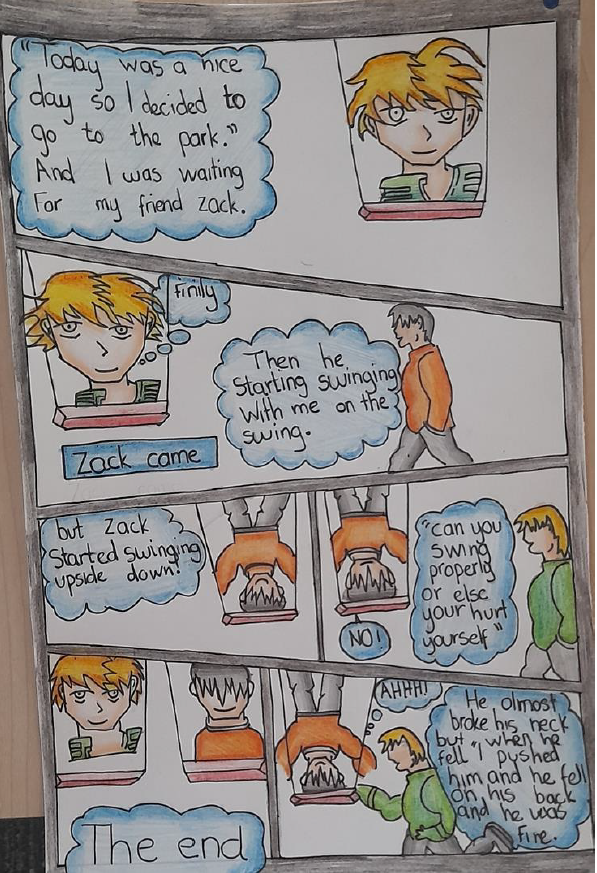 "Today was a nice
day so I decided to
go to the park."
And I was waiting
For my friend Zack.
Finily
Zack came
Then he
Starting swinging
with me on the
swing.
but Zack
Started swinging
upside down!
NO!
"can you
swing
properly
or else
your hurt
yourself"
AHHH!
He almost
broke his neck
but "when he
fell "I pushed
him and he fell
on his back
and he was
Fine.
The end